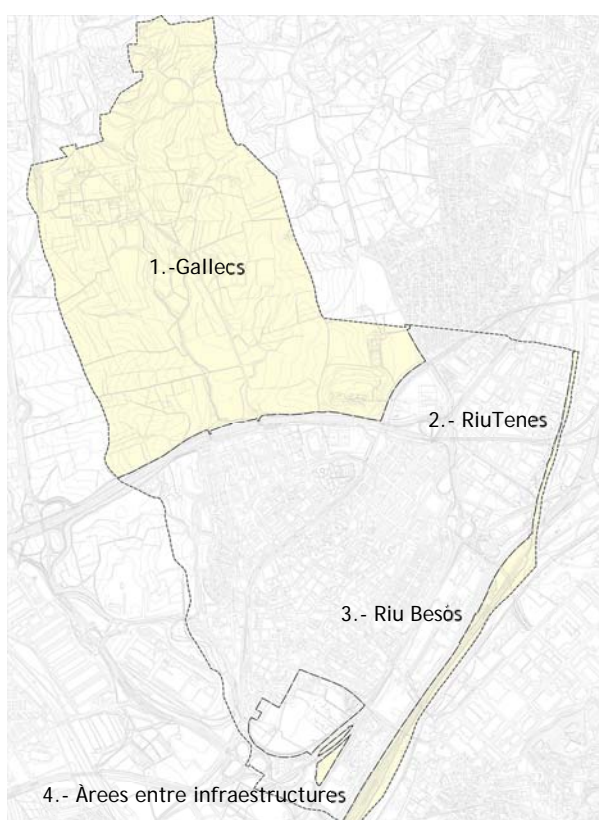 1.-Gallecs
2.- RiuTenes
3.- Riu Besòs
4.- Àrees entre infraestructures